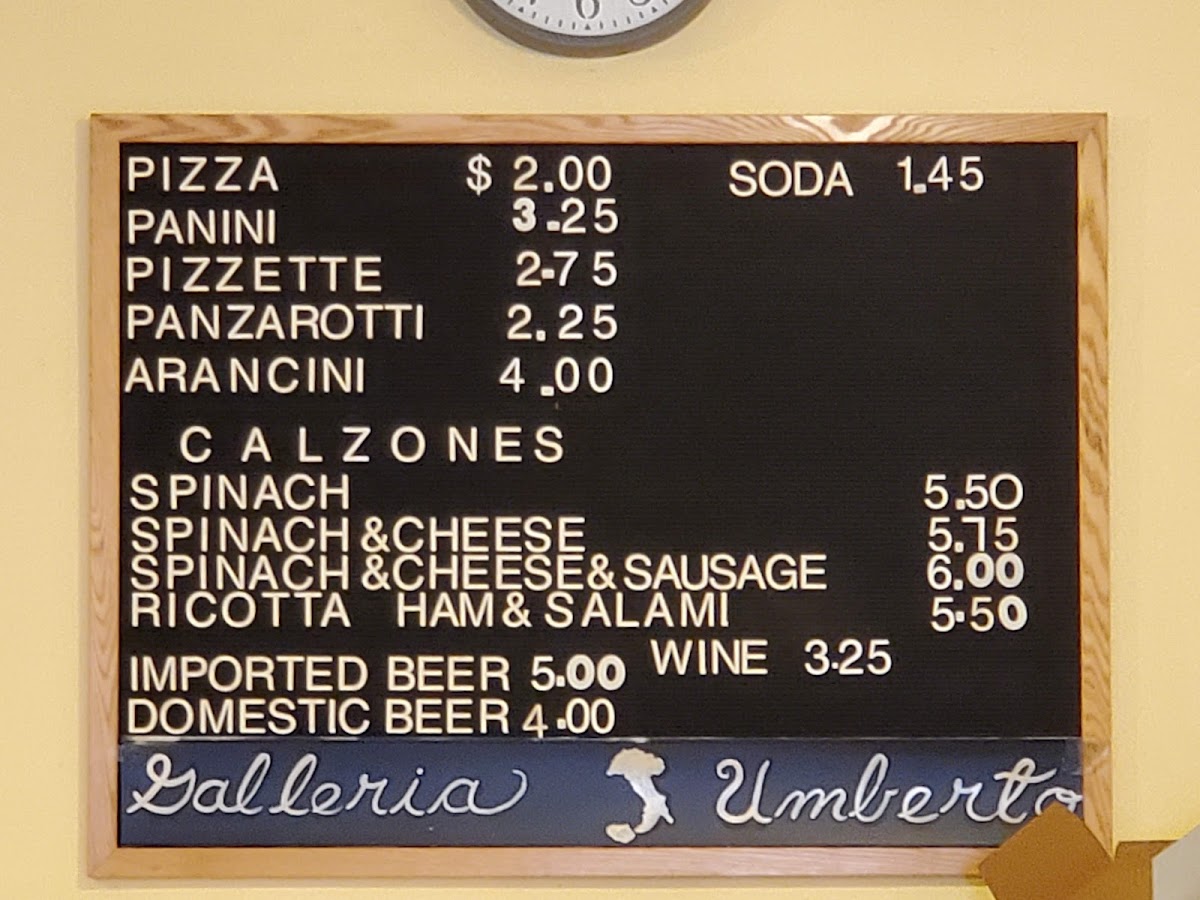 PIZZA $ 2.00 SODA 1.45
PANINI 3.25
PIZZETTE 2.75
PANZAROTTI 2.25
ARANCINI 4.00
CALZONES
SPINACH 5.50
SPINACH & CHEESE 5.75
SPINACH & CHEESE & SAUSAGE 6.00
RICOTTA HAM & SALAMI 5.50
WINE 3.25
IMPORTED BEER 5.00
DOMESTIC BEER 4.00
Galleria Umberto